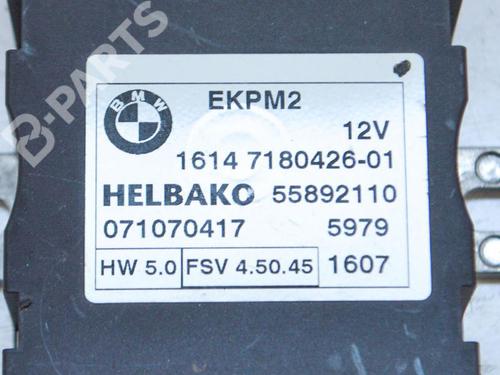 B-PARTS
BMW
EKPM2
12V
1614 7180426-01
HELBAKO 55892110
071070417 5979
HW 5.0 FSV 4.50.45 1607